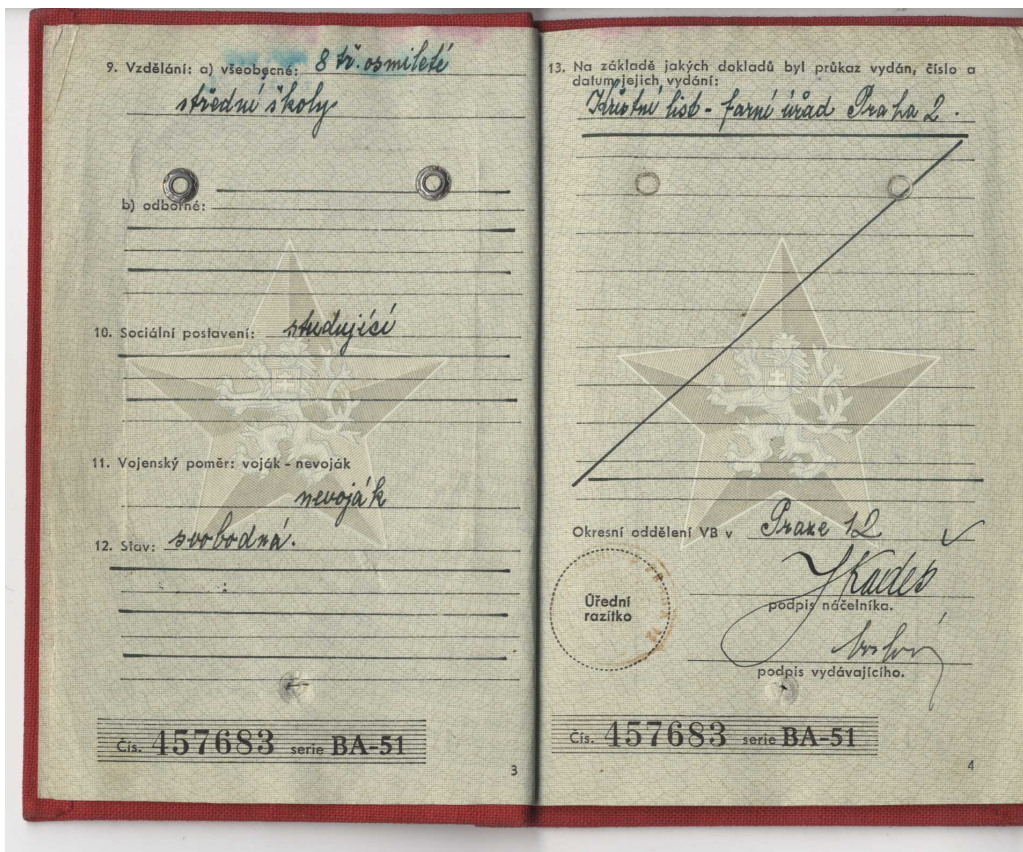 9. Vzdělání: a) všeobecné: 8 tř. osmileté
střední školy
b) odborné:
10. Sociální postavení: studující
11. Vojenský poměr: voják - nevoják
nevoják
12. Stav: svobodná.
Čís. 457683 serie BA-51
3
13. Na základě jakých dokladů byl průkaz vydán, číslo a
datum jejich vydání:
Křestní list - farní úřad Praha 2.
Okresní oddělení VB v Praze 12
podpis náčelníka.
Úřední
razítko
podpis vydávajícího.
Čís. 457683 serie BA-51
4